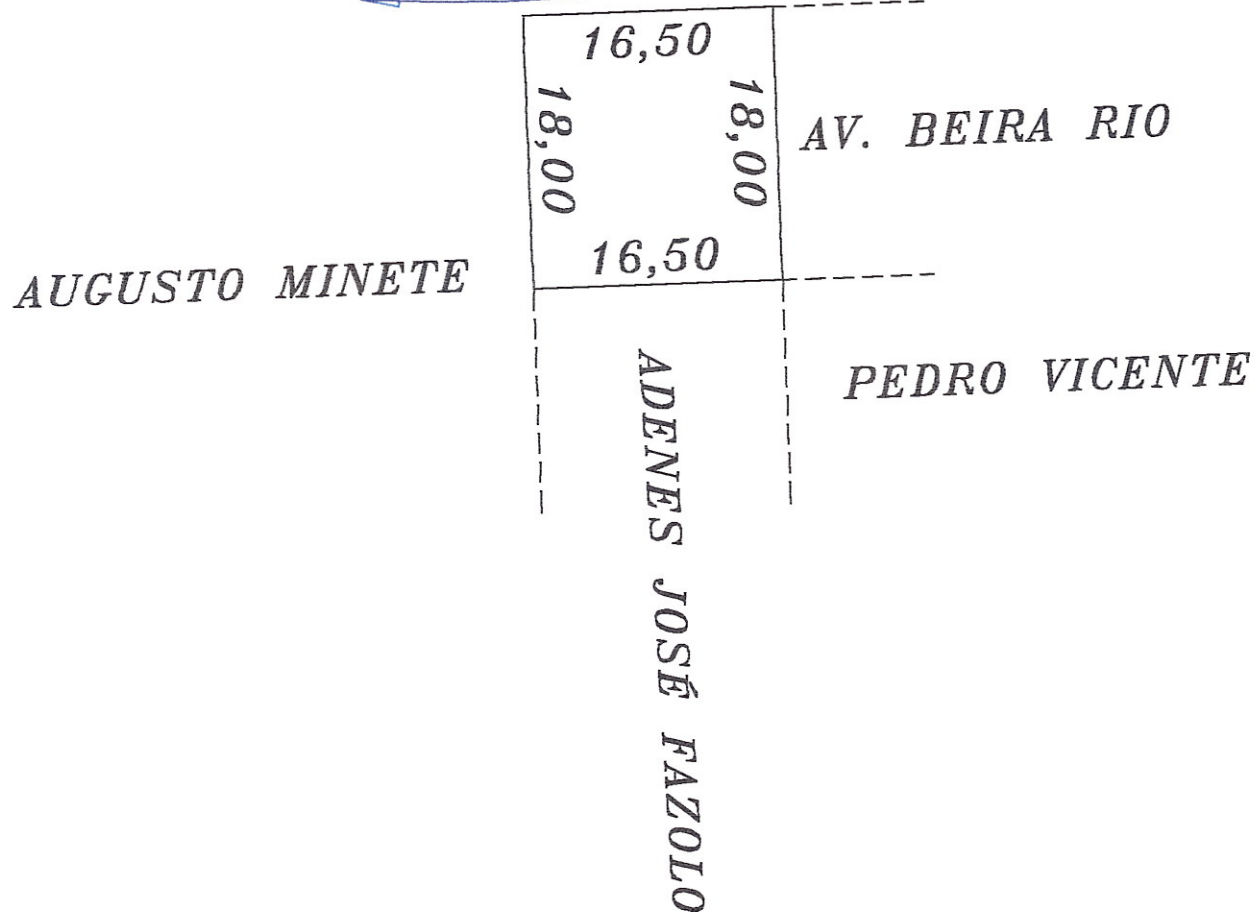 16,50
18,00
18,00
AV. BEIRA RIO
16,50
AUGUSTO MINETE
PEDRO VICENTE
ADENES JOSÉ FAZOLO